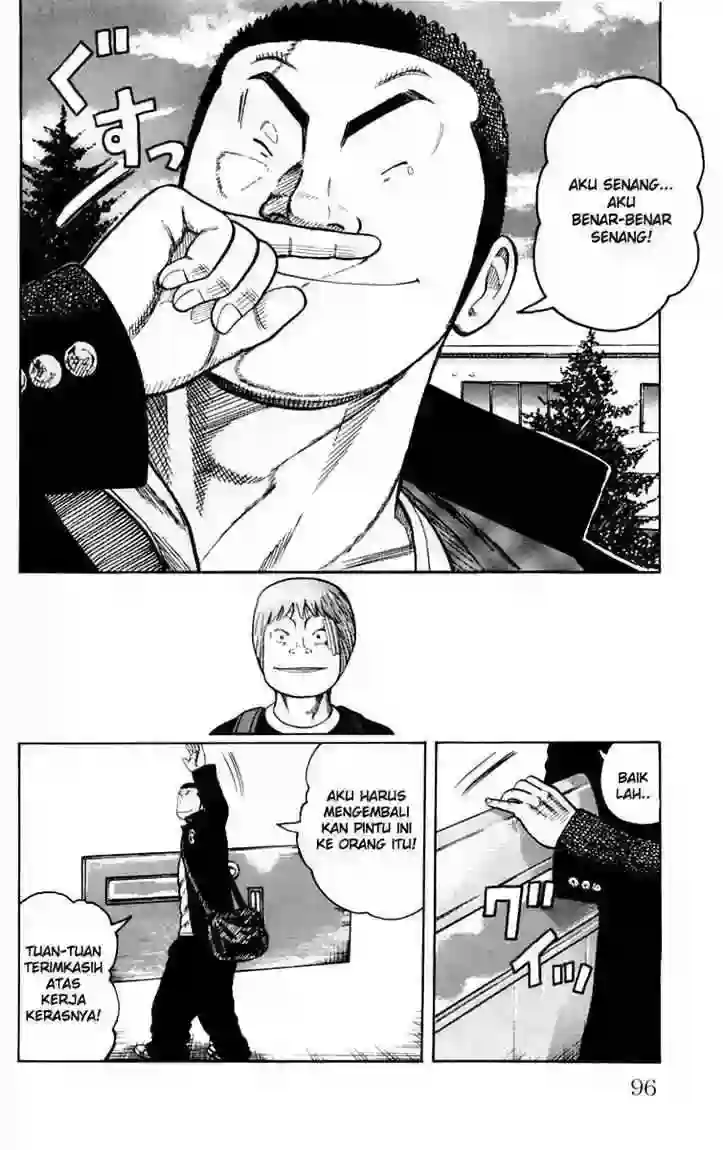 ぐすっ
AKU SENANG...
AKU
BENAR-BENAR
SENANG!
BAIK
LAH..
グイッ
AKU HARUS
MENGEMBALI
KAN PINTU INI
KE ORANG ITU!
TUAN-TUAN
TERIMKASIH
ATAS
KERJA
KERASNYA!
96